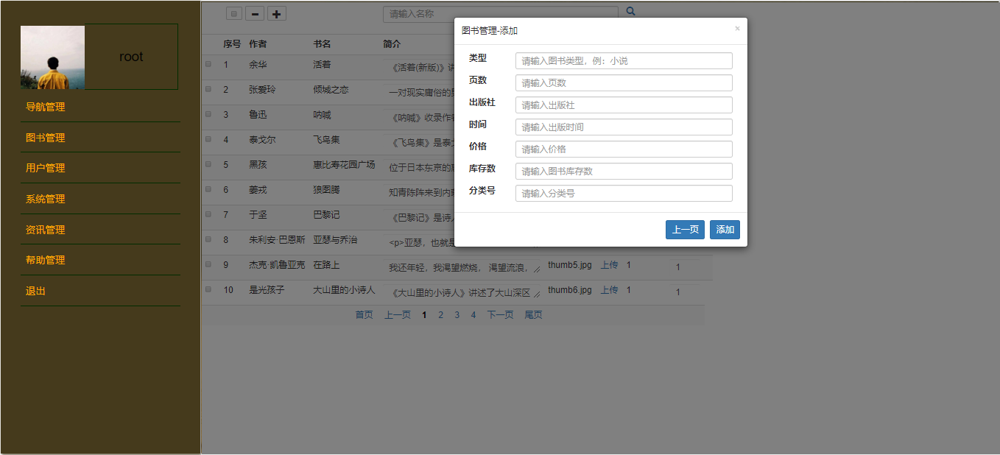 root
导航管理
图书管理
用户管理
系统管理
资讯管理
帮助管理
退出
请输入名称
序号 作者 书名 简介
1 余华 活着 《活着(新版)》讲
2 张爱玲 倾城之恋 一对现实庸俗的男
3 鲁迅 呐喊 《呐喊》收录作者
4 泰戈尔 飞鸟集 《飞鸟集》是泰戈
5 黑孩 惠比寿花园广场 位于日本东京的惠
6 姜戎 狼图腾 知青陈阵来到内蒙
7 于坚 巴黎记 《巴黎记》是诗人
8 朱利安·巴恩斯 亚瑟与乔治 <p>亚瑟，也就是
9 杰克·凯鲁亚克 在路上 我还年轻，我渴望燃烧， 渴望流浪， thumb5.jpg 上传 1 1
10 是光孩子 大山里的小诗人 《大山里的小诗人》讲述了大山深区 thumb6.jpg 上传 1 1
首页 上一页 1 2 3 4 下一页 尾页
图书管理-添加 ×
类型 请输入图书类型，例：小说
页数 请输入页数
出版社 请输入出版社
时间 请输入出版时间
价格 请输入价格
库存数 请输入图书库存数
分类号 请输入分类号
上一页 添加